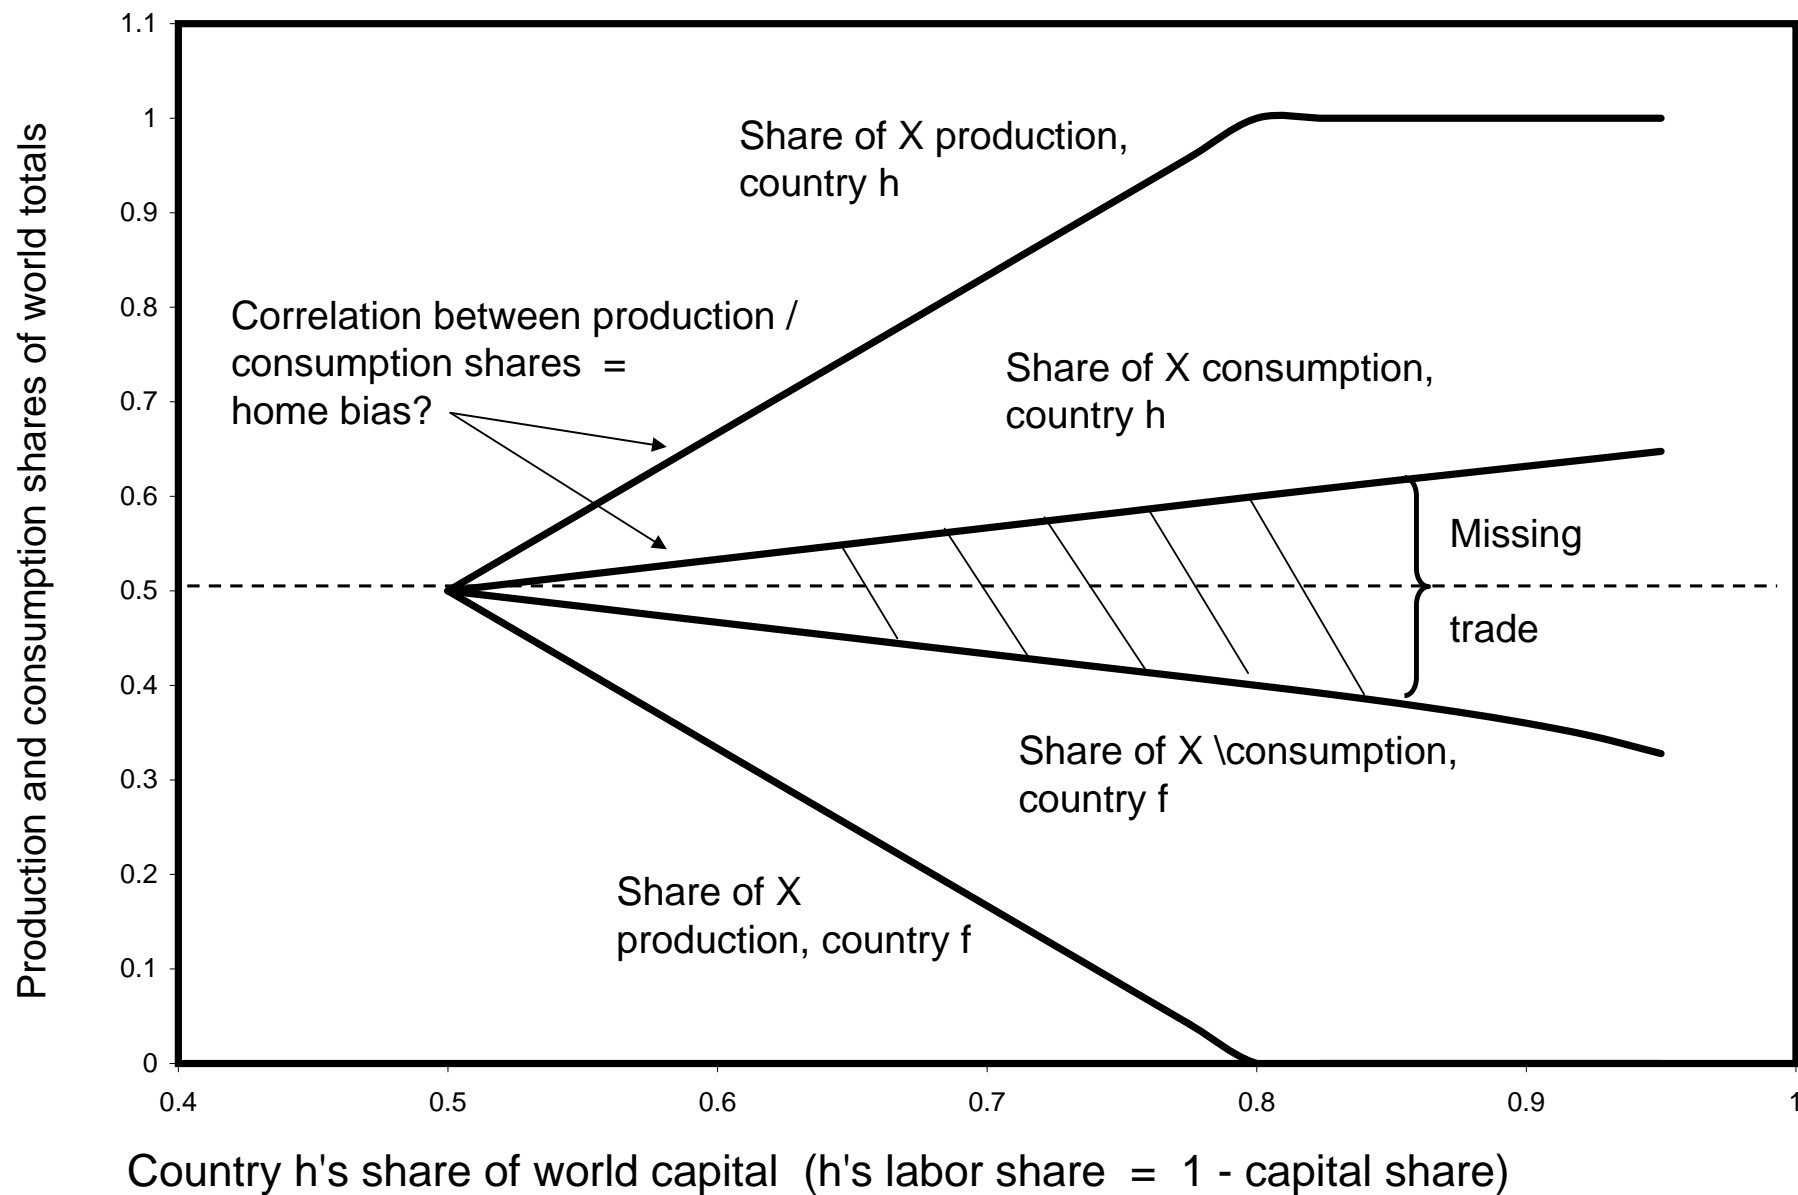 Production and consumption shares of world totals
1.1
1
0.9
0.8
0.7
0.6
0.5
0.4
0.3
0.2
0.1
0
Share of X production,
country h
Correlation between production /
consumption shares  =
home bias?
Share of X consumption,
country h
Missing
trade
Share of X \consumption,
country f
Share of X
production, country f
0.4
0.5
0.6
0.7
0.8
0.9
1
Country h's share of world capital  (h's labor share  =  1 - capital share)